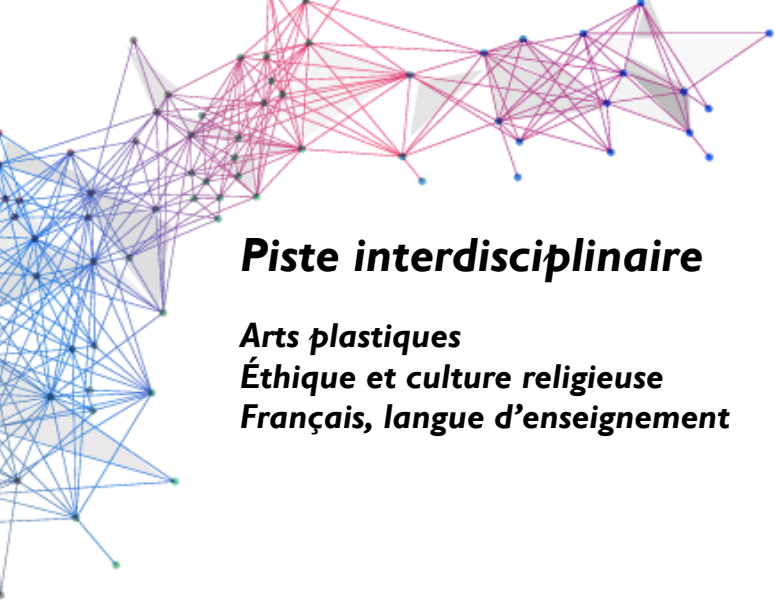 Piste interdisciplinaire
Arts plastiques
Éthique et culture religieuse
Français, langue d’enseignement